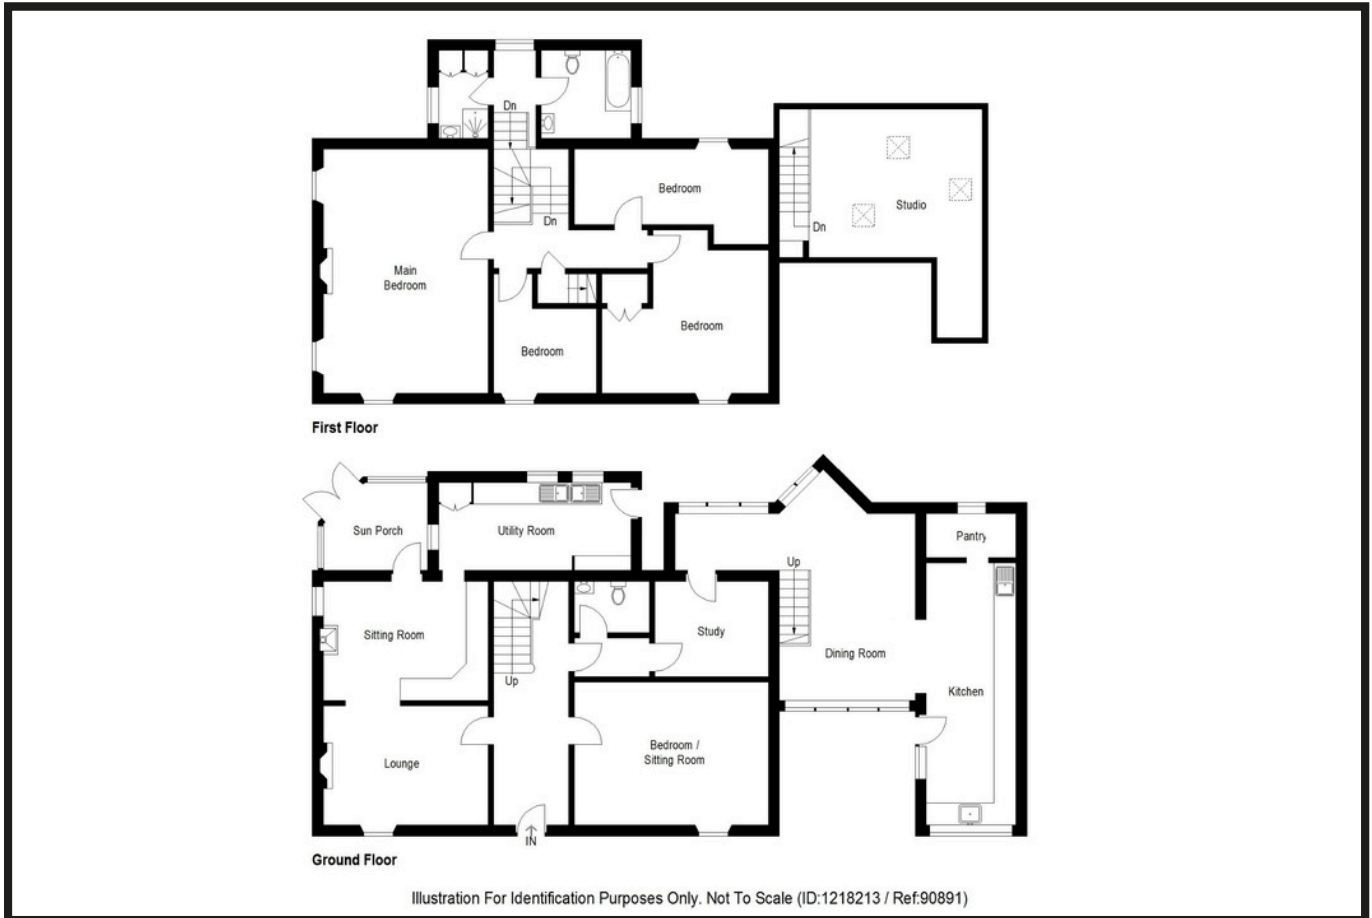 Dn
Bedroom
Dn
Studio
Dn
Main
Bedroom
Bedroom
Bedroom
First Floor
Sun Porch
Utility Room
Pantry
Up
Sitting Room
Study
Dining Room
Up
Kitchen
Bedroom /
Sitting Room
Lounge
IN
Ground Floor
Illustration For Identification Purposes Only. Not To Scale (ID:1218213 / Ref:90891)